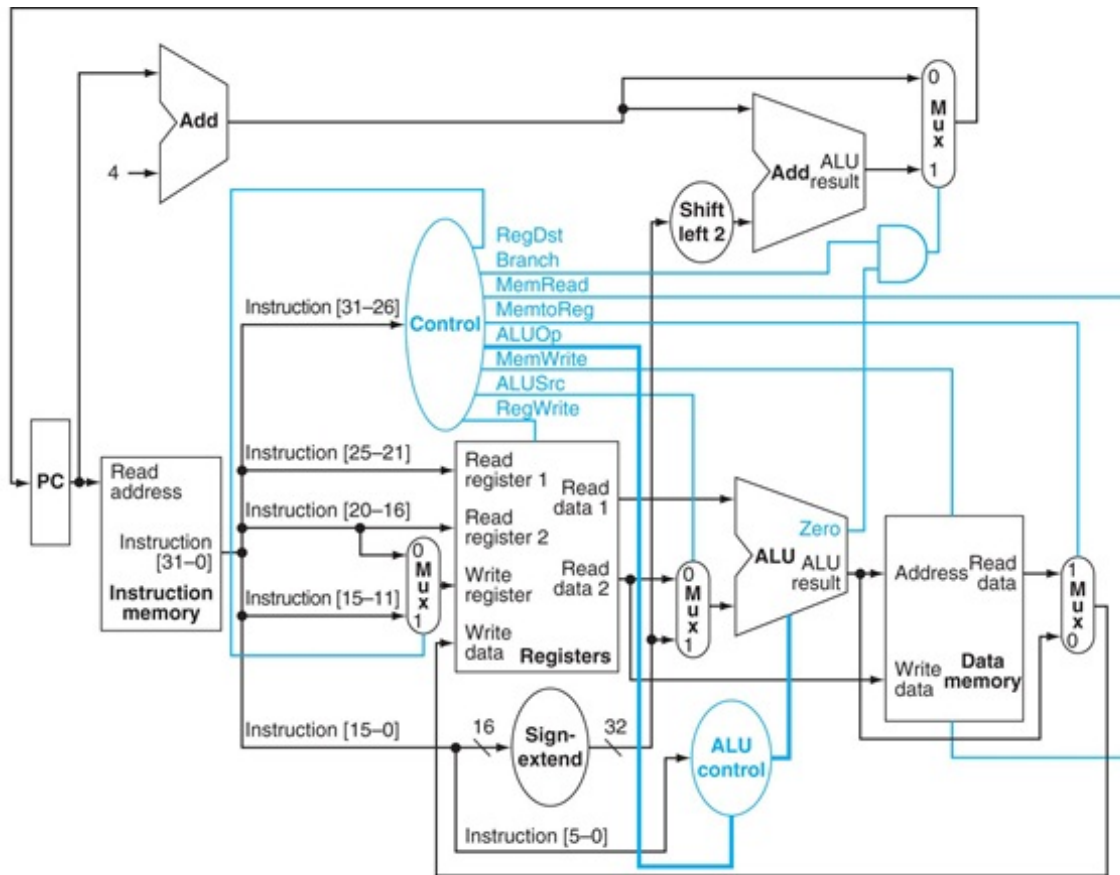 0
M
u
x
1
Add
4
Add
ALU
result
Shift
left 2
RegDst
Branch
MemRead
MemtoReg
ALUOp
MemWrite
ALUSrc
RegWrite
Instruction [31–26]
Control
PC
Read
address
Instruction
[31–0]
Instruction
memory
Instruction [25–21]
Instruction [20–16]
Instruction [15–11]
0
M
u
x
1
Read
register 1
Read
register 2
Write
register
Write
data
Read
data 1
Read
data 2
Registers
0
M
u
x
1
Zero
ALU
ALU
result
Address
Read
data
Write
data
Data
memory
1
M
u
x
0
Instruction [15–0]
16
Sign-
extend
32
ALU
control
Instruction [5–0]